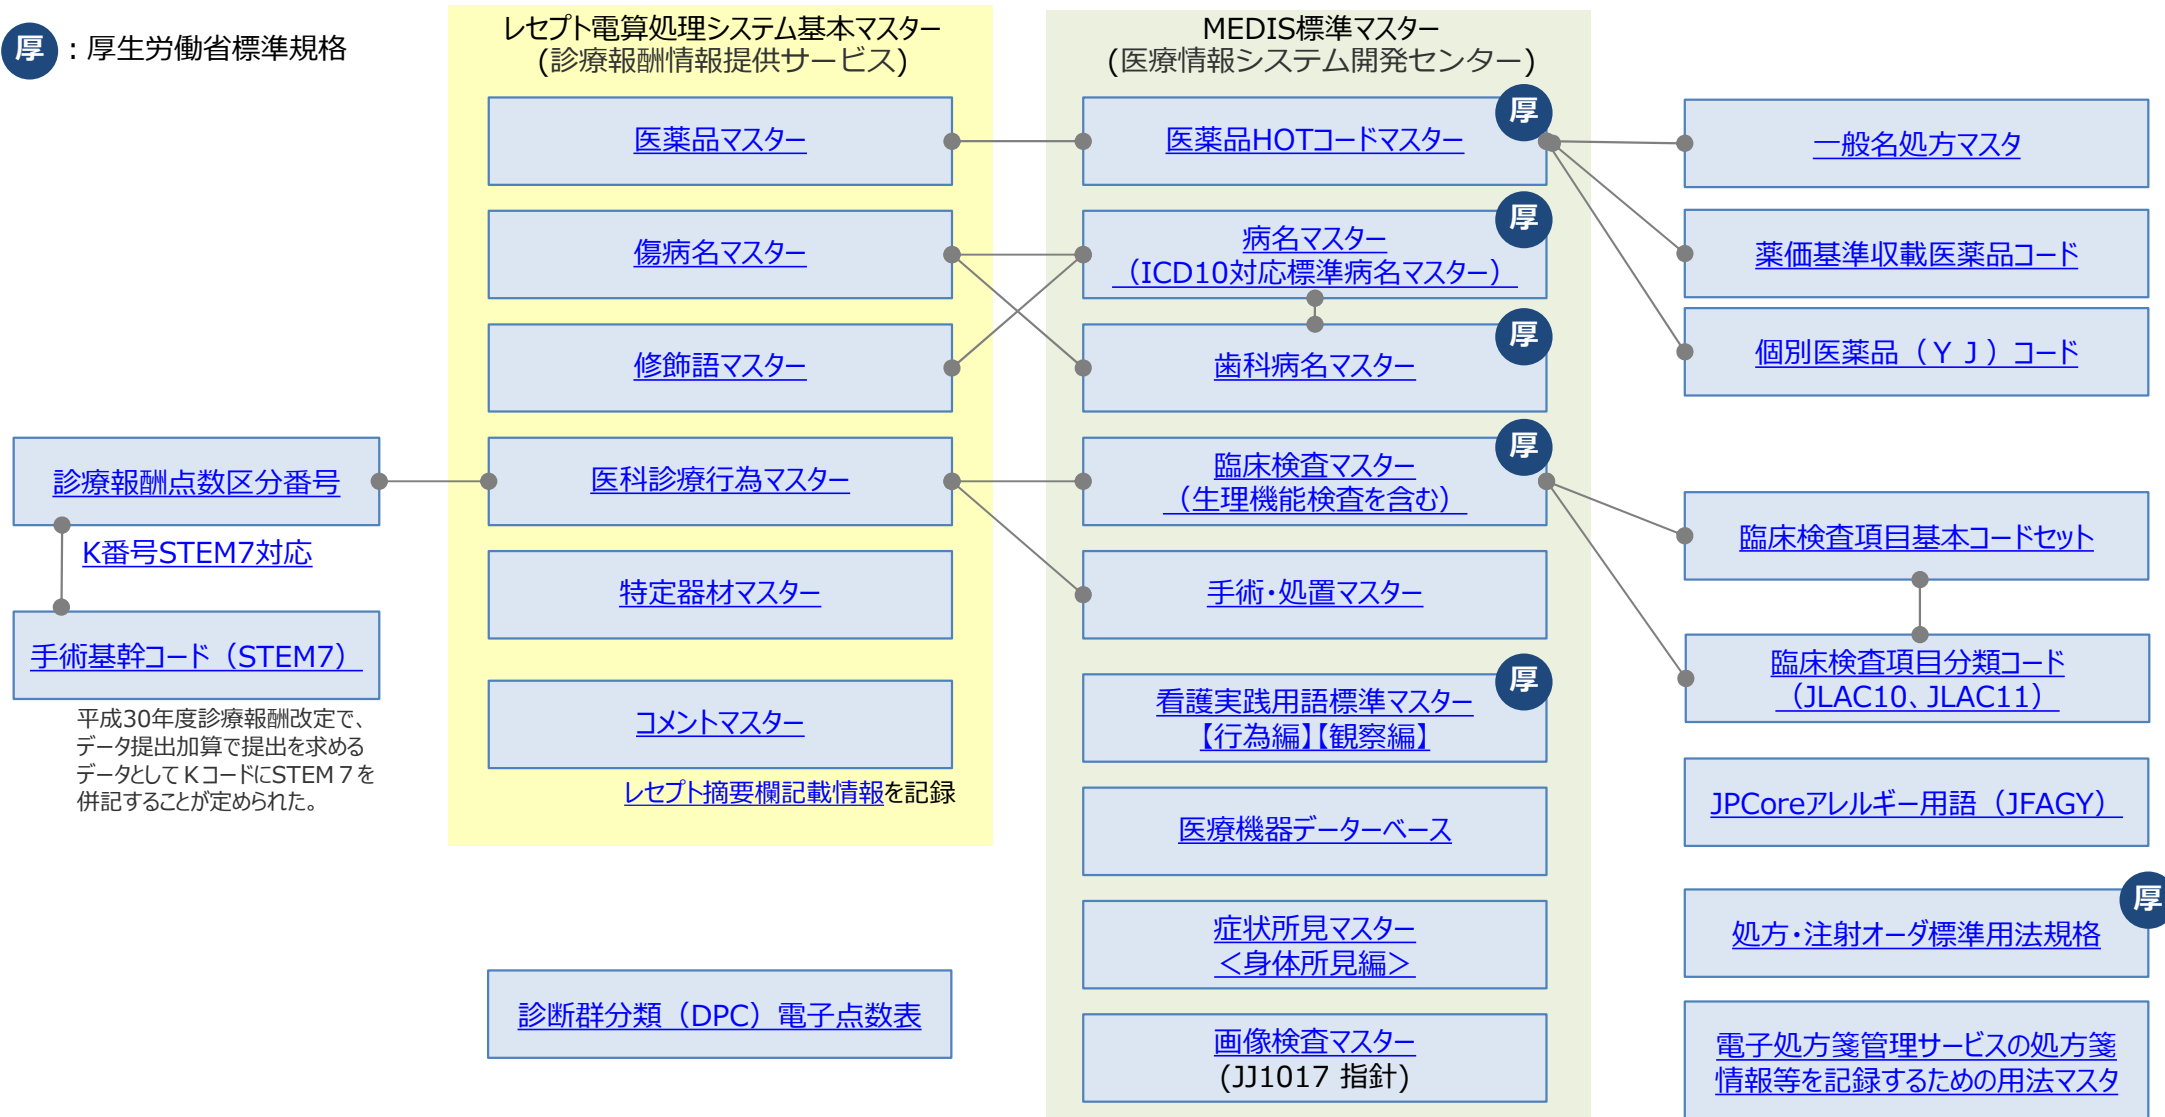 厚
：厚生労働省標準規格
レセプト電算処理システム基本マスター
(診療報酬情報提供サービス)
医薬品マスター
傷病名マスター
修飾語マスター
医科診療行為マスター
特定器材マスター
コメントマスター
レセプト摘要欄記載情報を記録
診療報酬点数区分番号
K番号STEM7対応
手術基幹コード（STEM7）
平成30年度診療報酬改定で、
データ提出加算で提出を求める
データとしてＫコードにSTEM７を
併記することが定められた。
診断群分類（DPC）電子点数表
MEDIS標準マスター
(医療情報システム開発センター)
医薬品HOTコードマスター
厚
病名マスター
（ICD10対応標準病名マスター）
厚
歯科病名マスター
厚
臨床検査マスター
（生理機能検査を含む）
厚
手術・処置マスター
看護実践用語標準マスター
【行為編】【観察編】
厚
医療機器データーベース
症状所見マスター
＜身体所見編＞
画像検査マスター
(JJ1017 指針)
一般名処方マスタ
薬価基準収載医薬品コード
個別医薬品（ＹＪ）コード
臨床検査項目基本コードセット
臨床検査項目分類コード
（JLAC10、JLAC11）
JPCoreアレルギー用語（JFAGY）
処方・注射オーダ標準用法規格
厚
電子処方箋管理サービスの処方箋
情報等を記録するための用法マスタ